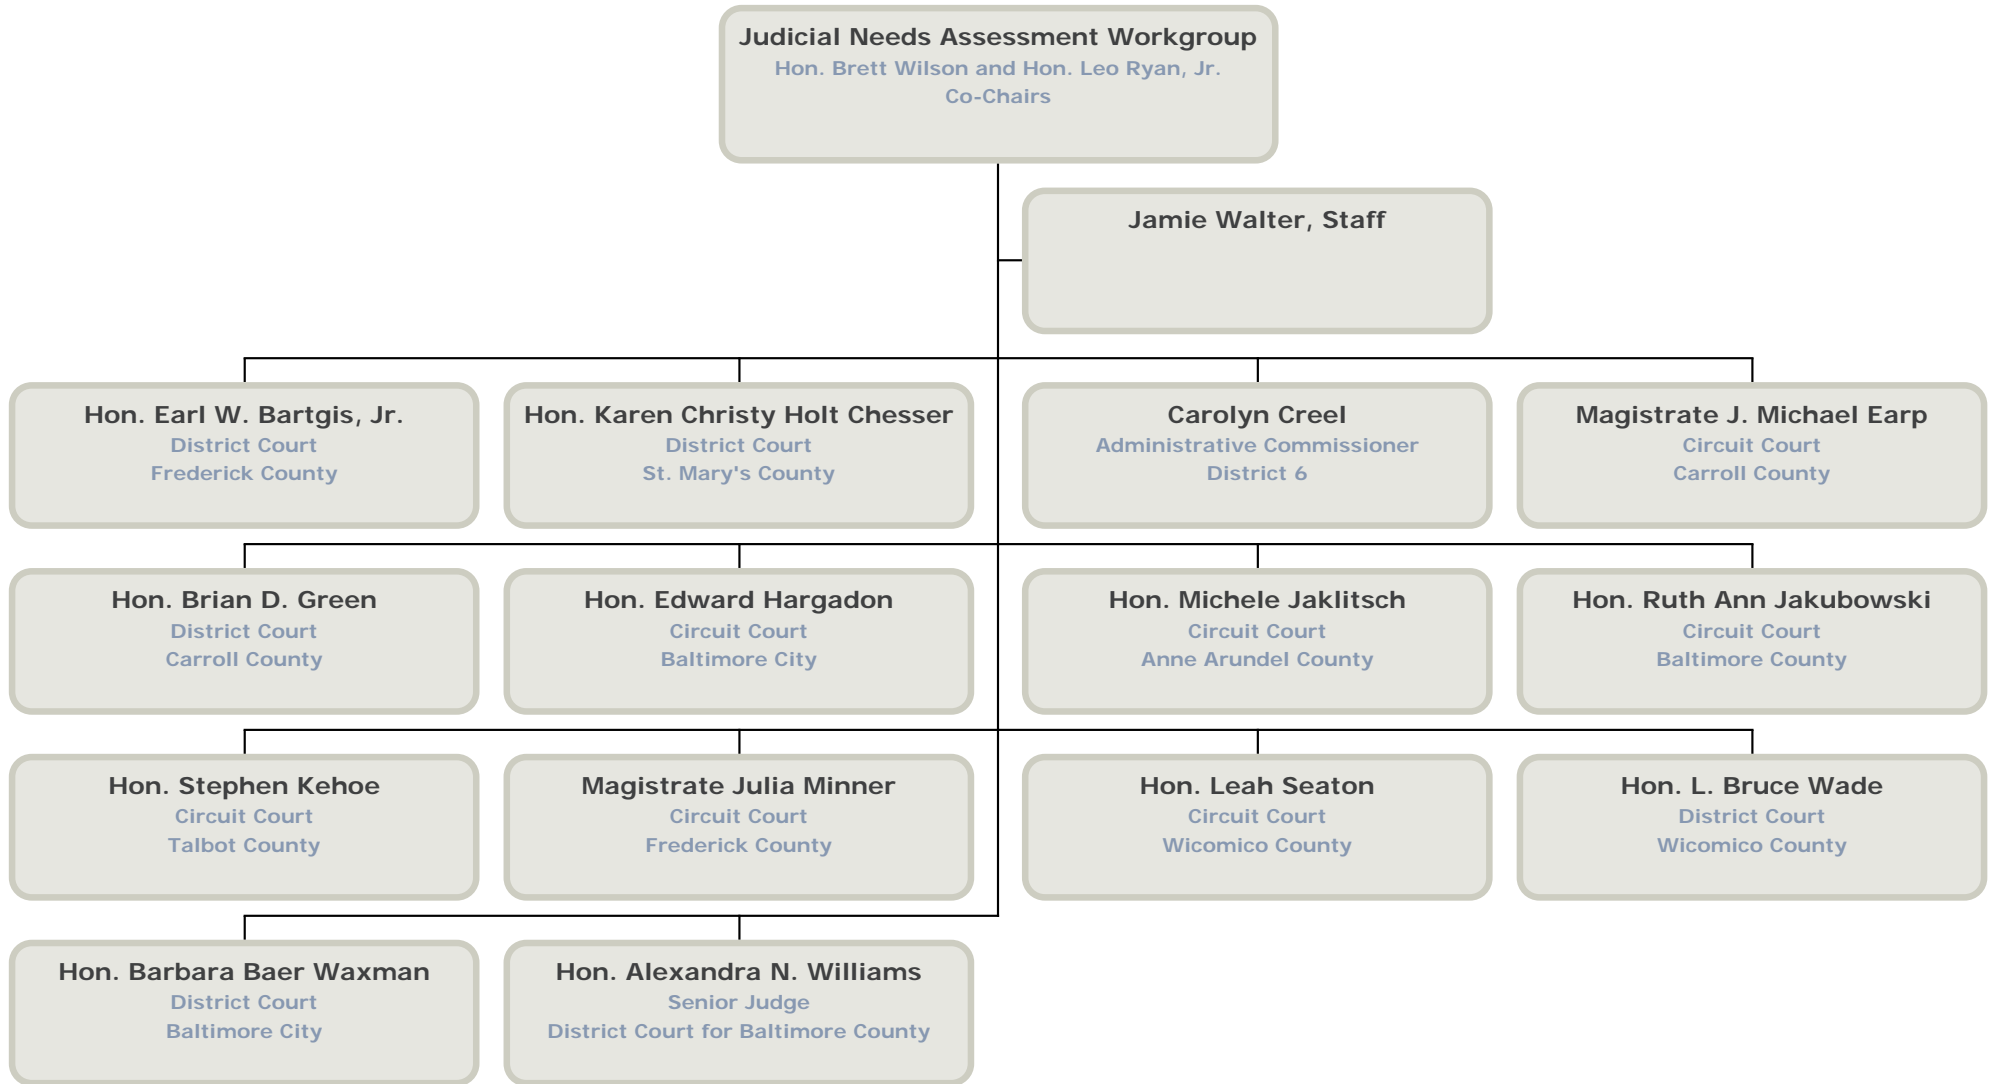 Judicial Needs Assessment Workgroup
Hon. Brett Wilson and Hon. Leo Ryan, Jr.
Co-Chairs
Jamie Walter, Staff
Hon. Earl W. Bartgis, Jr.
District Court
Frederick County
Hon. Karen Christy Holt Chesser
District Court
St. Mary's County
Carolyn Creel
Administrative Commissioner
District 6
Magistrate J. Michael Earp
Circuit Court
Carroll County
Hon. Brian D. Green
District Court
Carroll County
Hon. Edward Hargadon
Circuit Court
Baltimore City
Hon. Michele Jaklitsch
Circuit Court
Anne Arundel County
Hon. Ruth Ann Jakubowski
Circuit Court
Baltimore County
Hon. Stephen Kehoe
Circuit Court
Talbot County
Magistrate Julia Minner
Circuit Court
Frederick County
Hon. Leah Seaton
Circuit Court
Wicomico County
Hon. L. Bruce Wade
District Court
Wicomico County
Hon. Barbara Baer Waxman
District Court
Baltimore City
Hon. Alexandra N. Williams
Senior Judge
District Court for Baltimore County